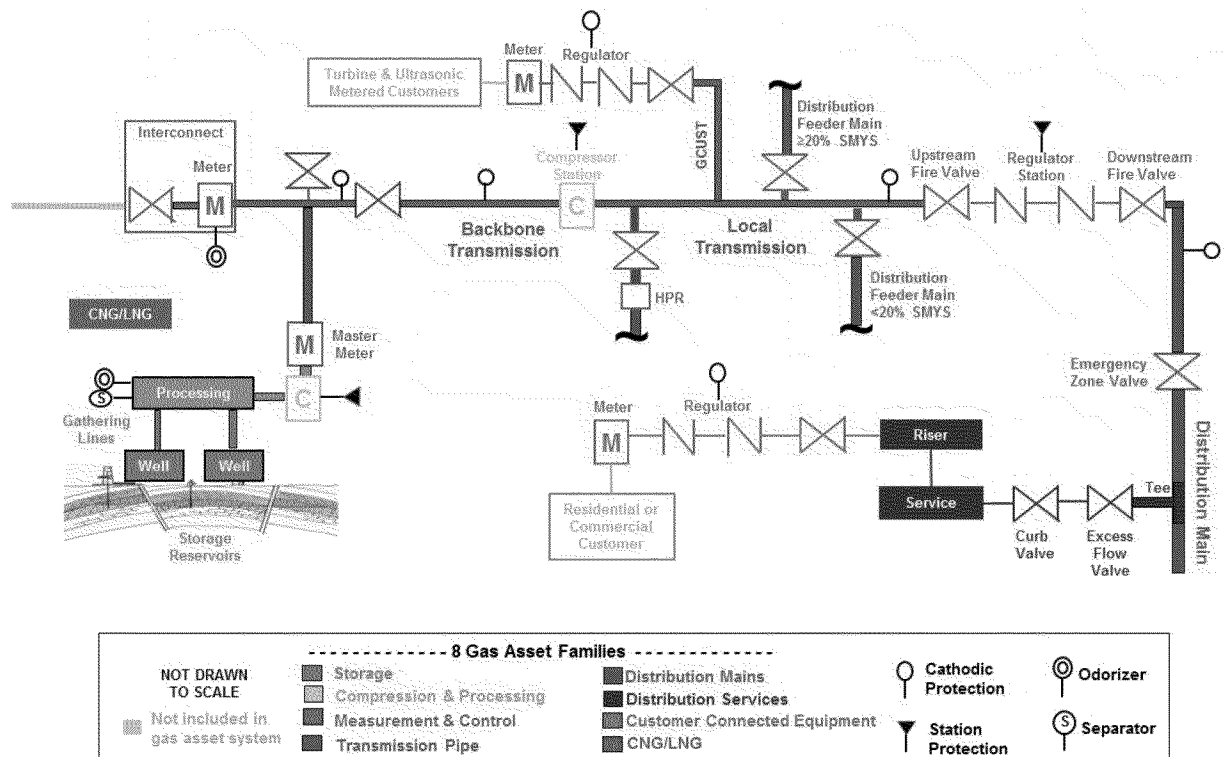 Meter
Regulator
Turbine & Ultrasonic
Metered Customers
M
GCUST
Distribution
Feeder Main
≥20% SMYS
Interconnect
Meter
M
O
Compressor
Station
C
Upstream
Fire Valve
Regulator
Station
Downstream
Fire Valve
Backbone
Transmission
Local
Transmission
HPR
Distribution
Feeder Main
<20% SMYS
CNG/LNG
M
Master
Meter
O
S
Processing
C
Gathering
Lines
Well
Well
Storage
Reservoirs
Emergency
Zone Valve
Meter
Regulator
M
Riser
Service
Residential or
Commercial
Customer
Curb
Valve
Excess
Flow
Valve
Tee
Distribution Main
8 Gas Asset Families
NOT DRAWN
TO SCALE
Not included in
gas asset system
Storage
Compression & Processing
Measurement & Control
Transmission Pipe
Distribution Mains
Distribution Services
Customer Connected Equipment
CNG/LNG
Cathodic
Protection
Station
Protection
O
Odorizer
S
Separator